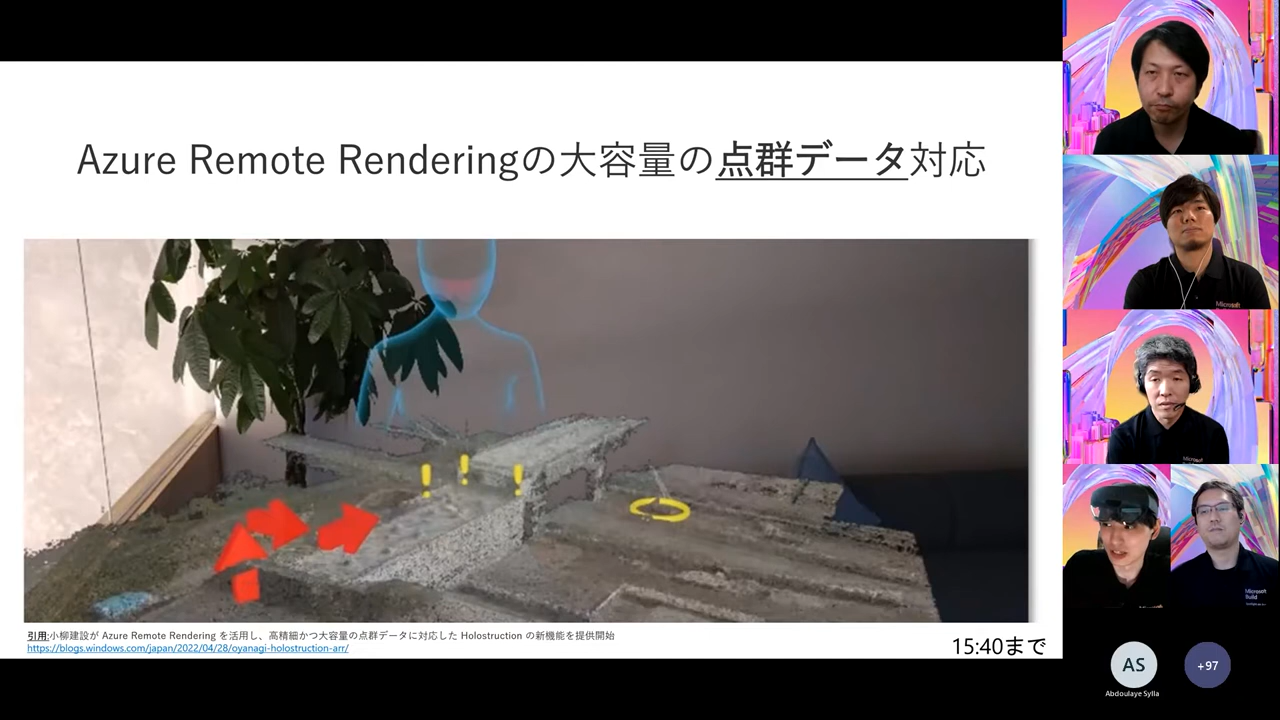 Azure Remote Renderingの大容量の点群データ対応
引用:小柳建設が Azure Remote Rendering を活用し、高精細かつ大容量の点群データに対応した Holostruction の新機能を提供開始
https://blogs.windows.com/japan/2022/04/28/oyanagi-holostruction-arr/
15:40まで
Microsoft
Microsoft
Microsoft
Build
AS
+97
Abdoulaye Sylla